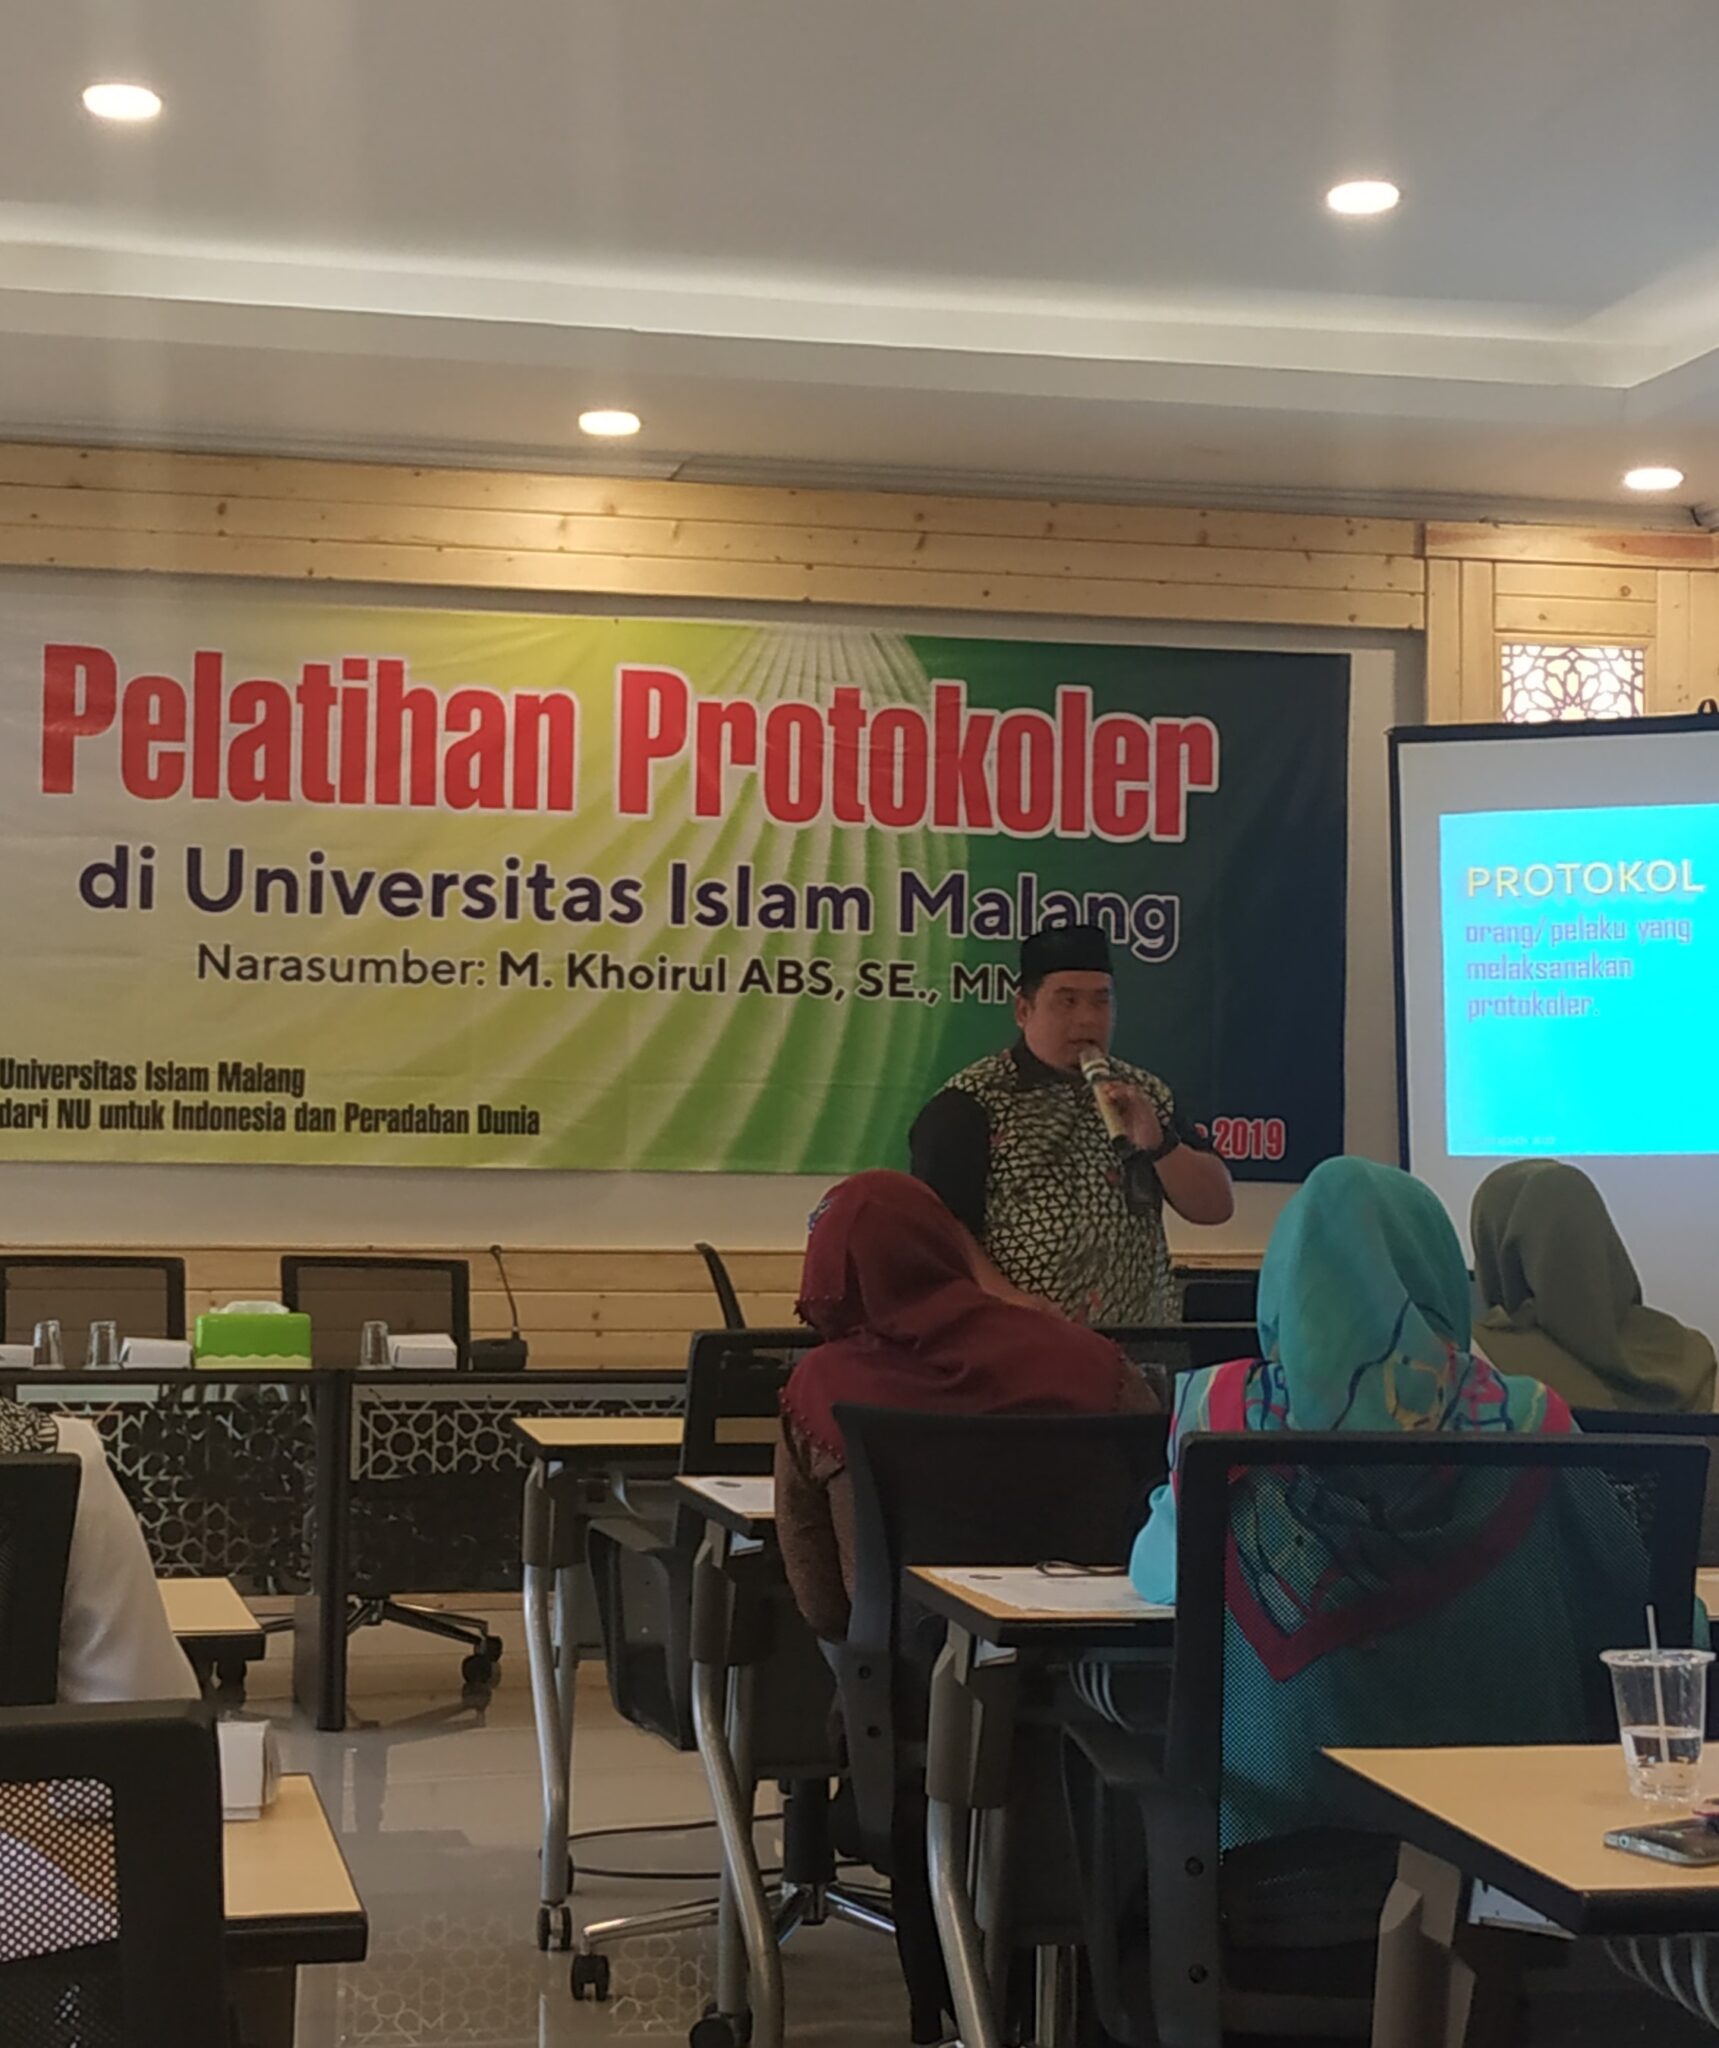 Pelatihan Protokoler
di Universitas Islam Malang
Narasumber: M. Khoirul ABS, SE., MM
Universitas Islam Malang
dari NU untuk Indonesia dan Peradaban Dunia
2019
PROTOKOL
orang/pelaku yang
melaksanakan
protokoler.